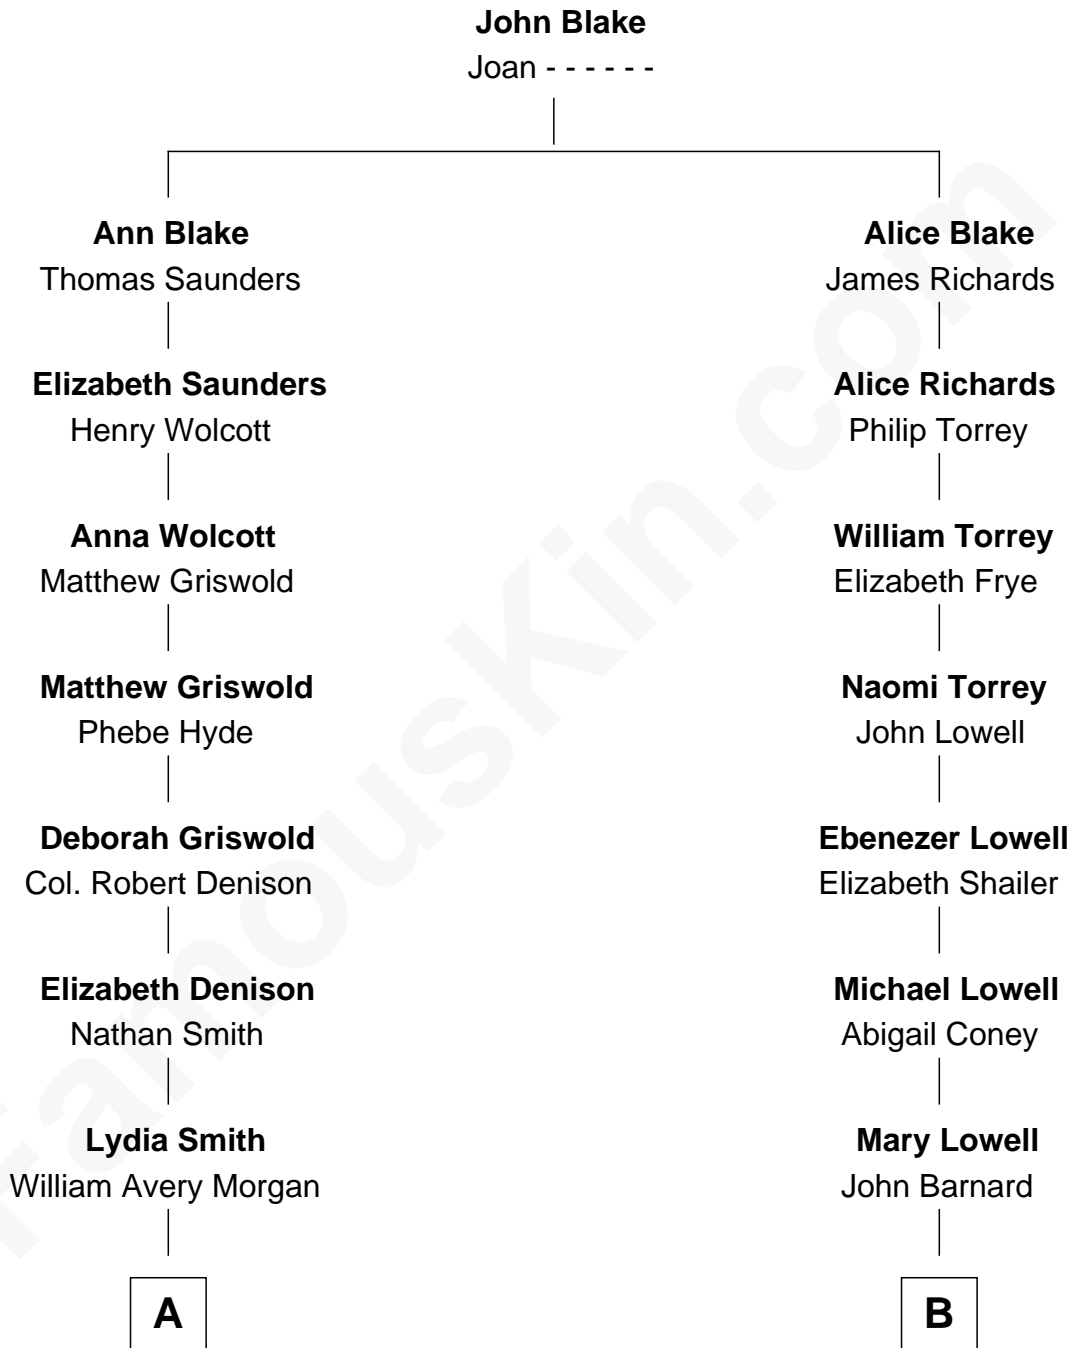 John Blake
Joan - - - - - -
Ann Blake
Thomas Saunders
Alice Blake
James Richards
Elizabeth Saunders
Henry Wolcott
Alice Richards
Philip Torrey
Anna Wolcott
Matthew Griswold
William Torrey
Elizabeth Frye
Matthew Griswold
Phebe Hyde
Naomi Torrey
John Lowell
Deborah Griswold
Col. Robert Denison
Ebenezer Lowell
Elizabeth Shailer
Elizabeth Denison
Nathan Smith
Michael Lowell
Abigail Coney
Lydia Smith
William Avery Morgan
Mary Lowell
John Barnard
A
B
FamousKin.com